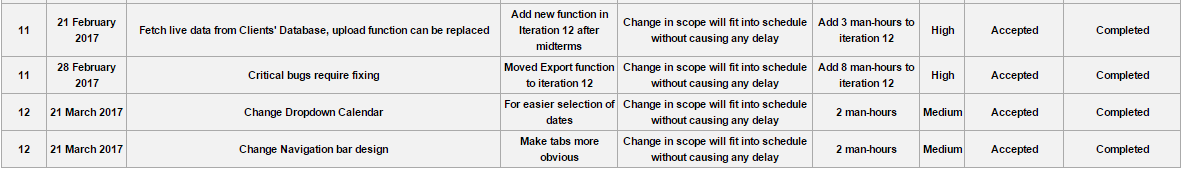 11 21 February 2017 Fetch live data from Clients' Database, upload function can be replaced Add new function in Iteration 12 after midterms Change in scope will fit into schedule without causing any delay Add 3 man-hours to iteration 12 High Accepted Completed
11 28 February 2017 Critical bugs require fixing Moved Export function to iteration 12 Change in scope will fit into schedule without causing any delay Add 8 man-hours to iteration 12 High Accepted Completed
12 21 March 2017 Change Dropdown Calendar For easier selection of dates Change in scope will fit into schedule without causing any delay 2 man-hours Medium Accepted Completed
12 21 March 2017 Change Navigation bar design Make tabs more obvious Change in scope will fit into schedule without causing any delay 2 man-hours Medium Accepted Completed